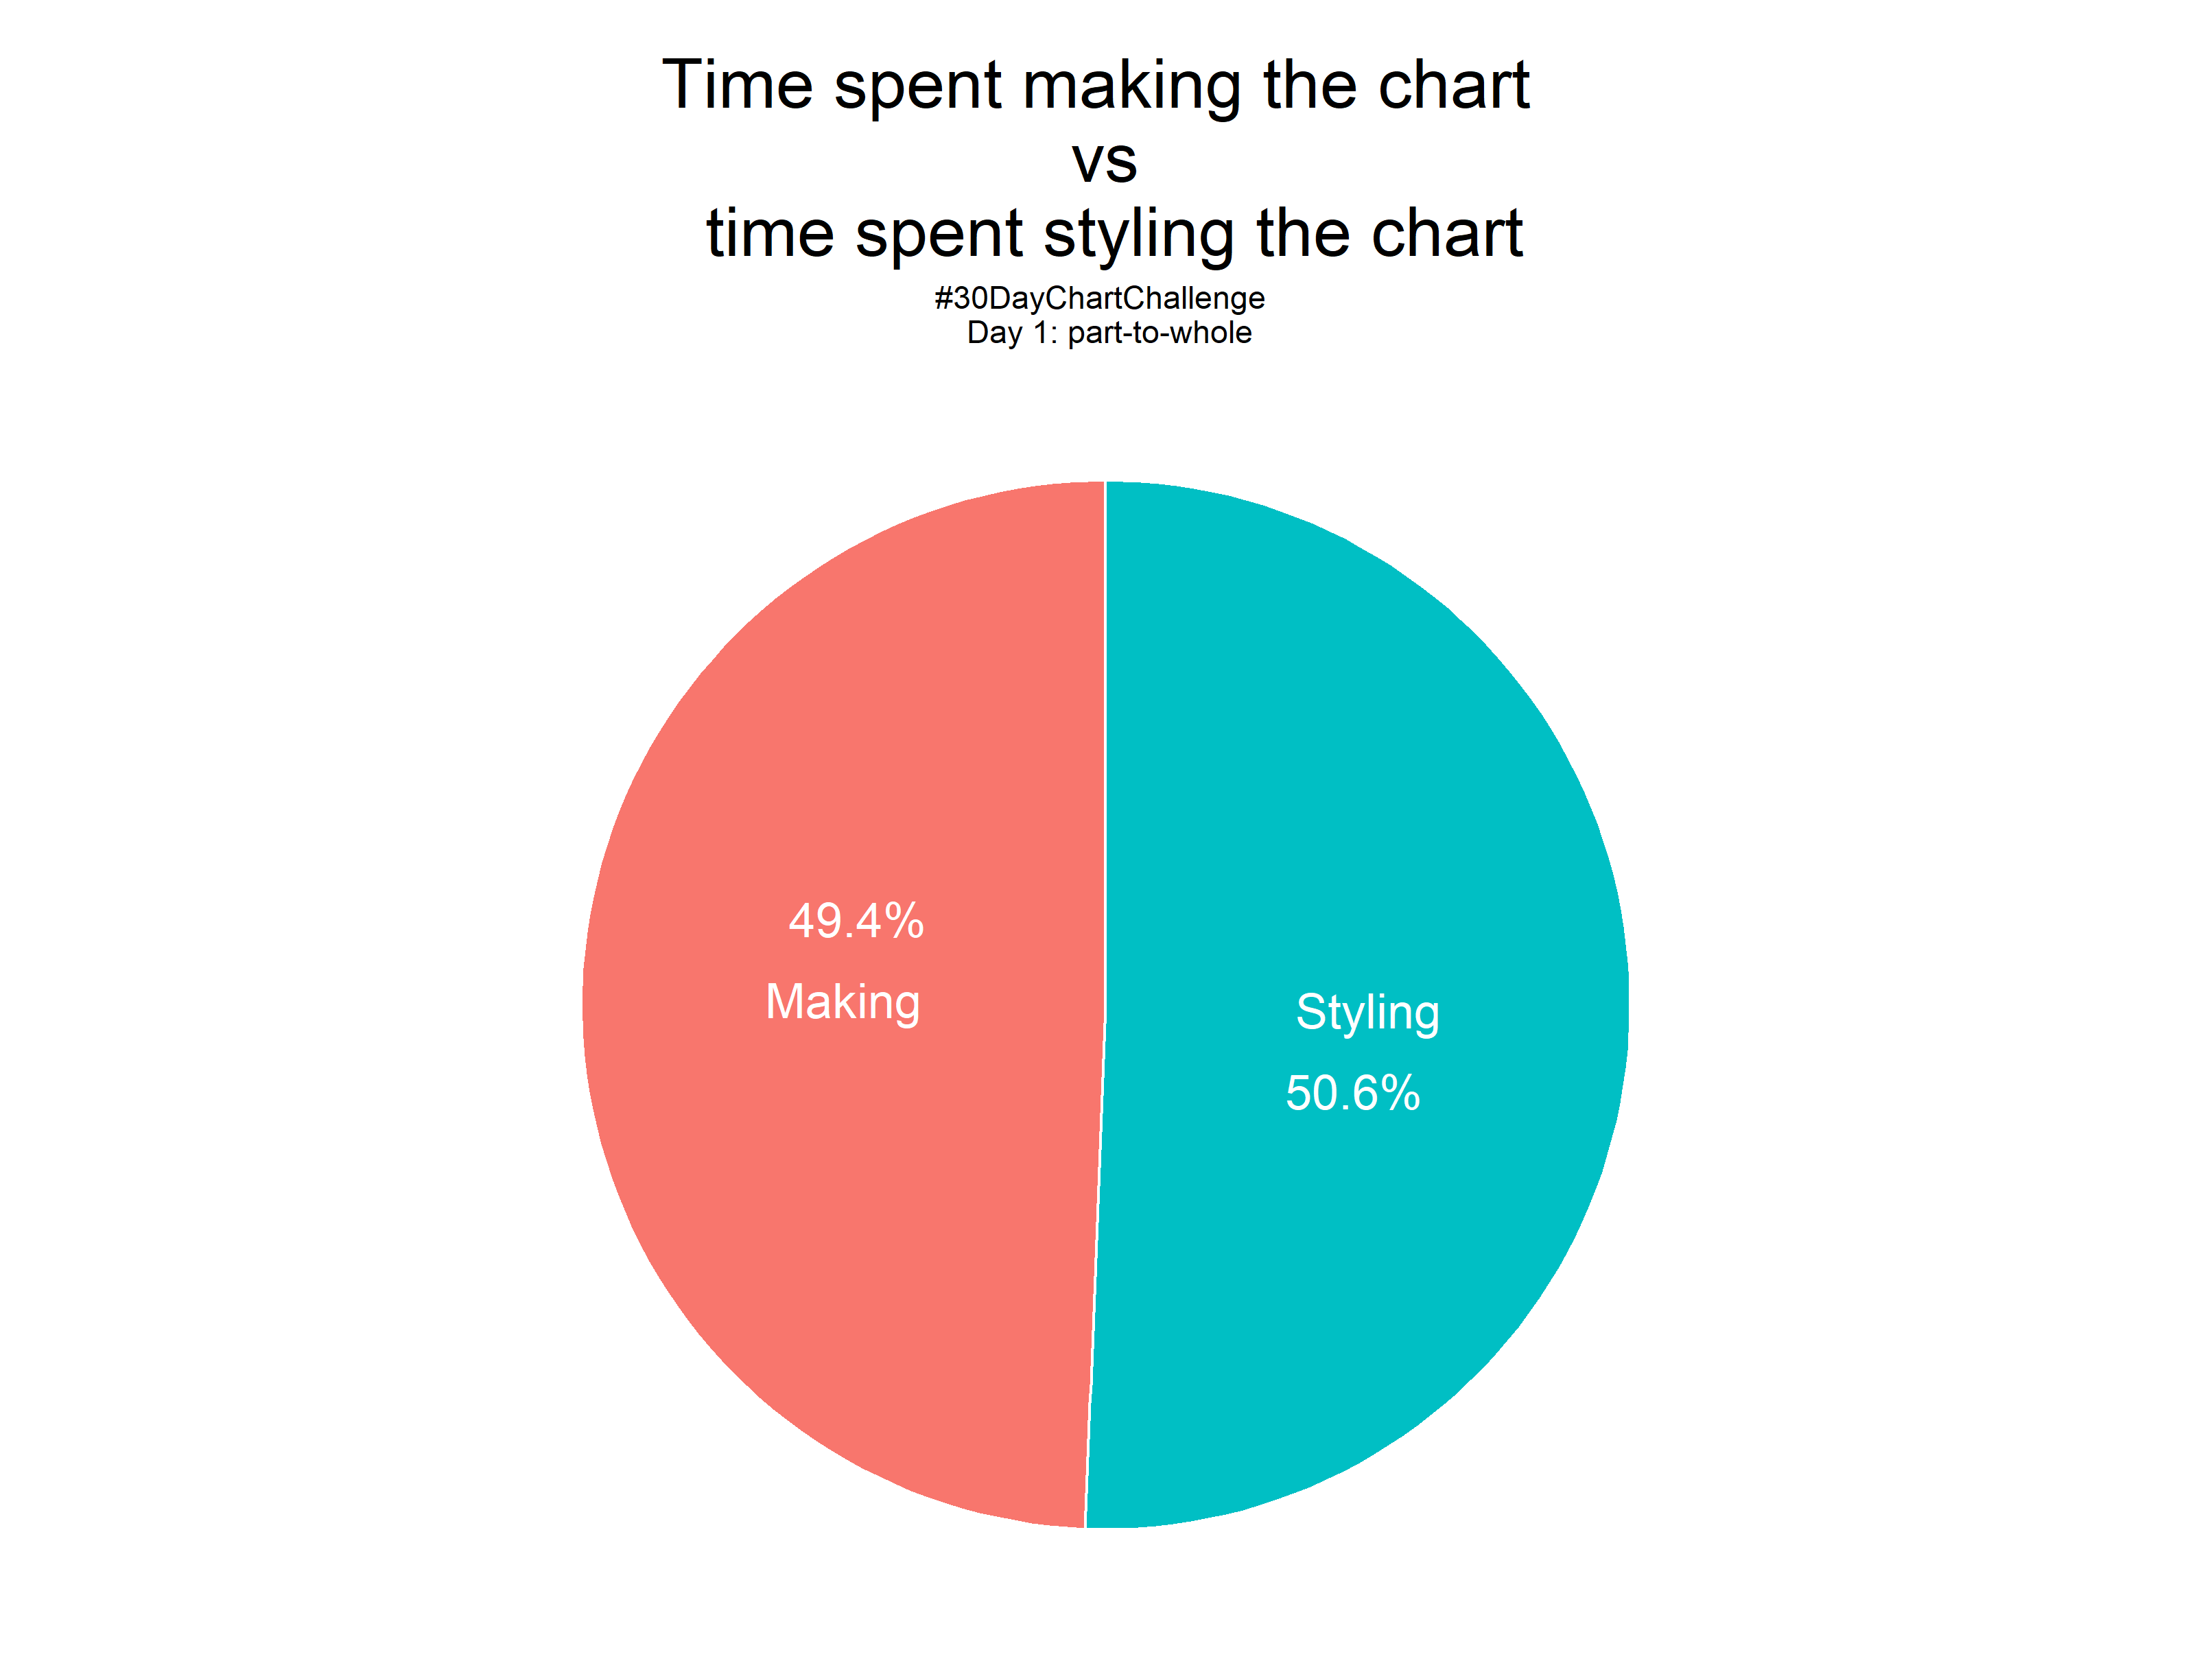 Time spent making the chart
vs
time spent styling the chart
#30DayChartChallenge
Day 1: part-to-whole
49.4%
Making
Styling
50.6%